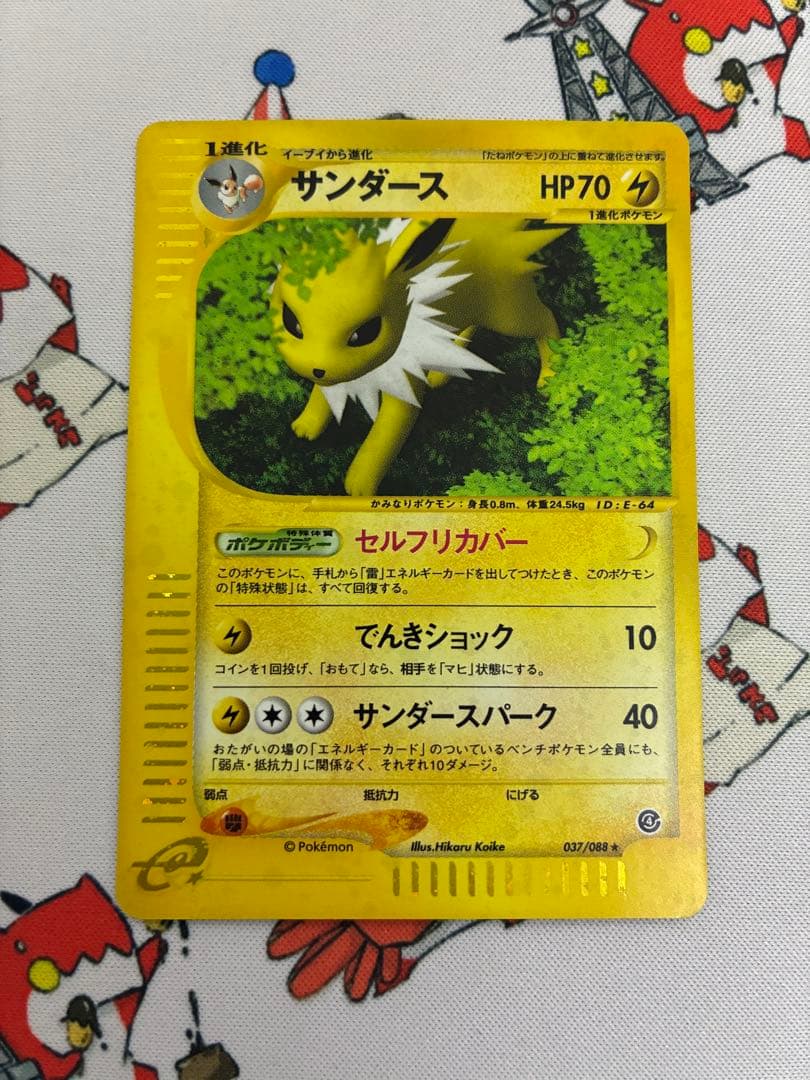 1進化 イーブイから進化 「たねポケモン」の上に重ねて進化させます。
サンダース HP70
1進化ポケモン
かみなりポケモン：身長0.8m、体重24.5kg ID：E-64
特殊体質
ポケボディー セルフリカバー
このポケモンに、手札から「雷」エネルギーカードを出してつけたとき、このポケモン
の「特殊状態」は、すべて回復する。
でんきショック 10
コインを1回投げ、「おもて」なら、相手を「マヒ」状態にする。
サンダースパーク 40
おたがいの場の「エネルギーカード」のついているベンチポケモン全員にも、
「弱点・抵抗力」に関係なく、それぞれ10ダメージ。
弱点 抵抗力 にげる
© Pokémon Illus.Hikaru Koike 037/088 ★
4
e